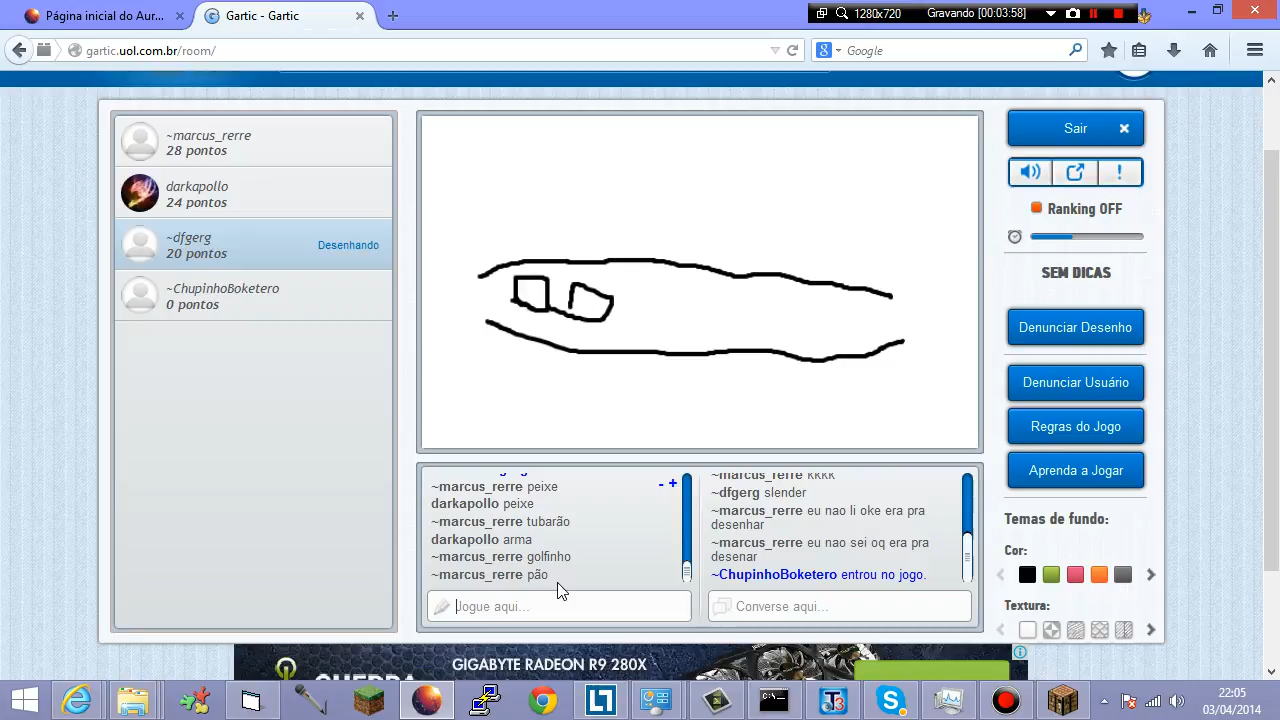 Página inicial do Aur...
Gartic - Gartic
1280x720
Gravando [00:03:58]
gartic.uol.com.br/room/
Google
~marcus_rerre
28 pontos
darkapollo
24 pontos
~dfgerg
20 pontos
Desenhando
~ChupinhoBoketero
0 pontos
Sair
Ranking OFF
SEM DICAS
Denunciar Desenho
Denunciar Usuário
Regras do Jogo
Aprenda a Jogar
Temas de fundo:
Cor:
Textura:
~marcus_rerre peixe
darkapollo peixe
~marcus_rerre tubarão
darkapollo arma
~marcus_rerre golfinho
~marcus_rerre pão
- +
Jogue aqui...
~marcus_rerre kkkk
~dfgerg slender
~marcus_rerre eu nao li oke era pra
desenhar
~marcus_rerre eu nao sei oq era pra
desenar
~ChupinhoBoketero entrou no jogo.
Converse aqui...
GIGABYTE RADEON R9 280X
22:05
03/04/2014